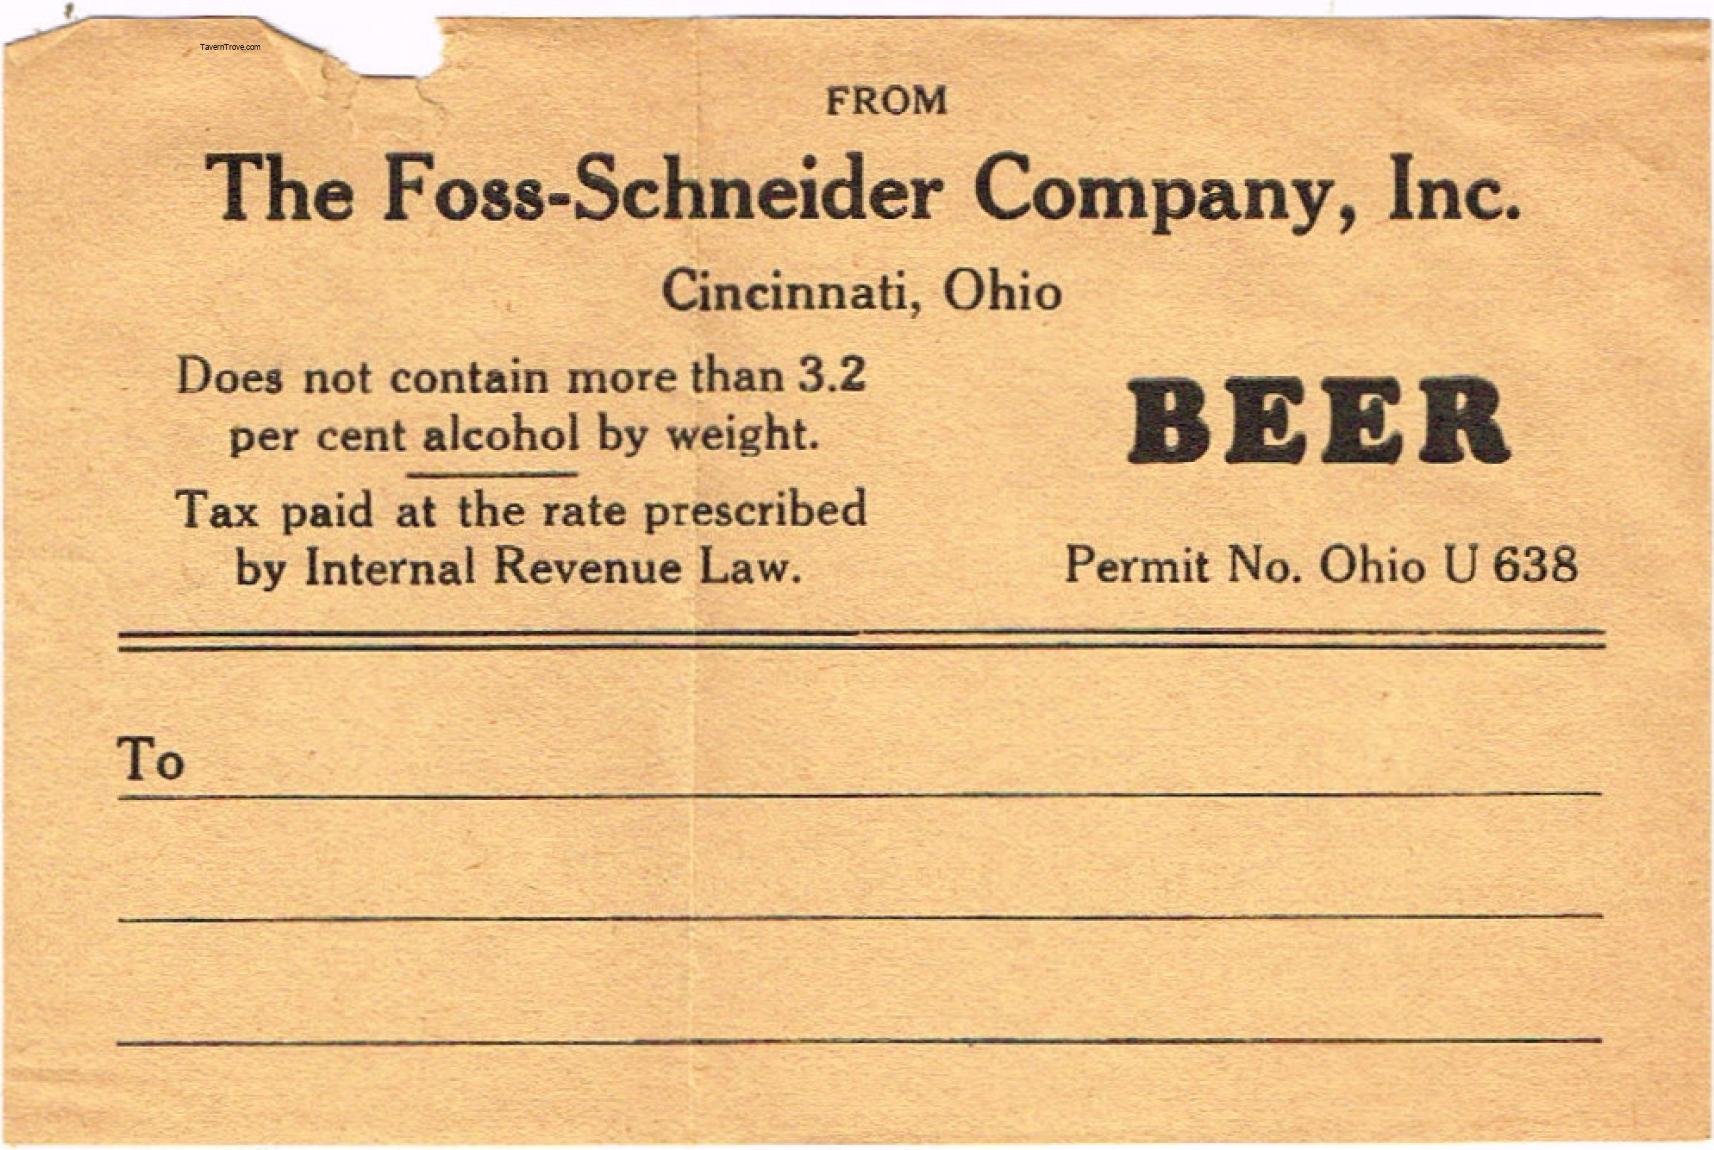 TavernTrove.com
FROM
The Foss-Schneider Company, Inc.
Cincinnati, Ohio
Does not contain more than 3.2
per cent alcohol by weight.
Tax paid at the rate prescribed
by Internal Revenue Law.
BEER
Permit No. Ohio U 638
To